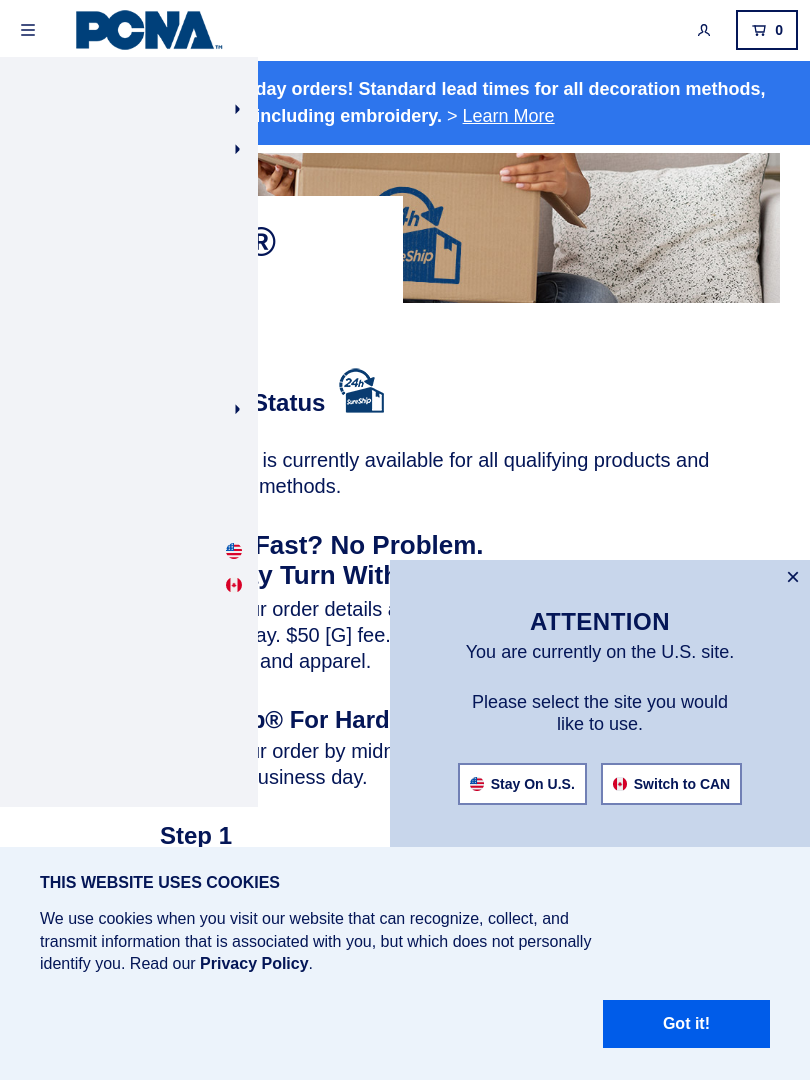 PCNA™
0
day orders! Standard lead times for all decoration methods,
including embroidery. > Learn More
24h
®
Status
24h
SureShip
is currently available for all qualifying products and
methods.
Fast? No Problem.
Turn With
order details
$50 [G] fee.
and apparel.
® For Hard
order by
business day.
Step 1
×
ATTENTION
You are currently on the U.S. site.
Please select the site you would
like to use.
Stay On U.S.
Switch to CAN
THIS WEBSITE USES COOKIES
We use cookies when you visit our website that can recognize, collect, and
transmit information that is associated with you, but which does not personally
identify you. Read our Privacy Policy.
Got it!